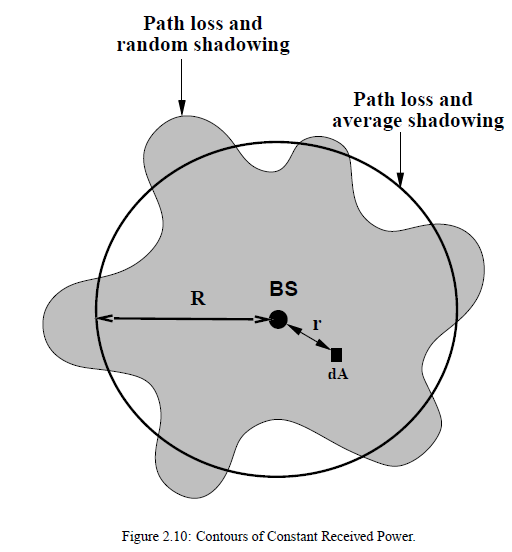 Path loss and
random shadowing
Path loss and
average shadowing
BS
R
r
dA
Figure 2.10: Contours of Constant Received Power.